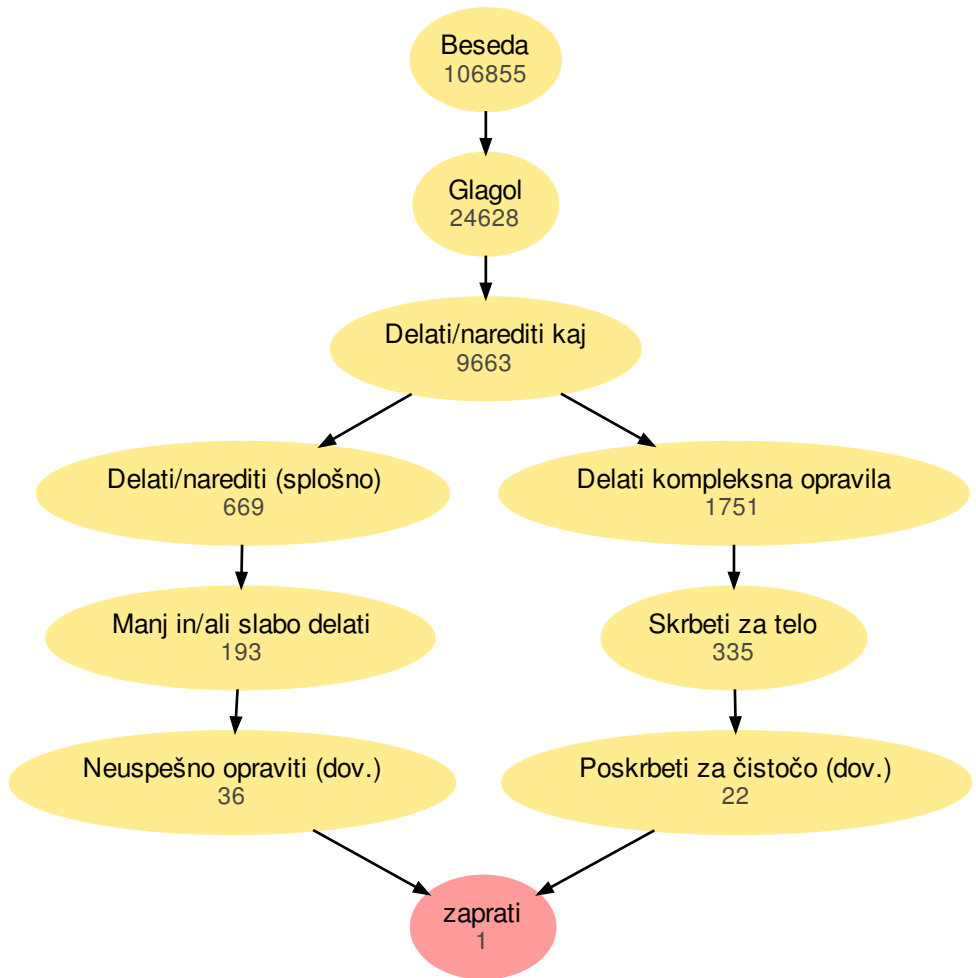 Beseda
106855
Glagol
24628
Delati/narediti kaj
9663
Delati/narediti (splošno)
669
Delati kompleksna opravila
1751
Manj in/ali slabo delati
193
Skrbeti za telo
335
Neuspešno opraviti (dov.)
36
Poskrbeti za čistočo (dov.)
22
zaprati
1